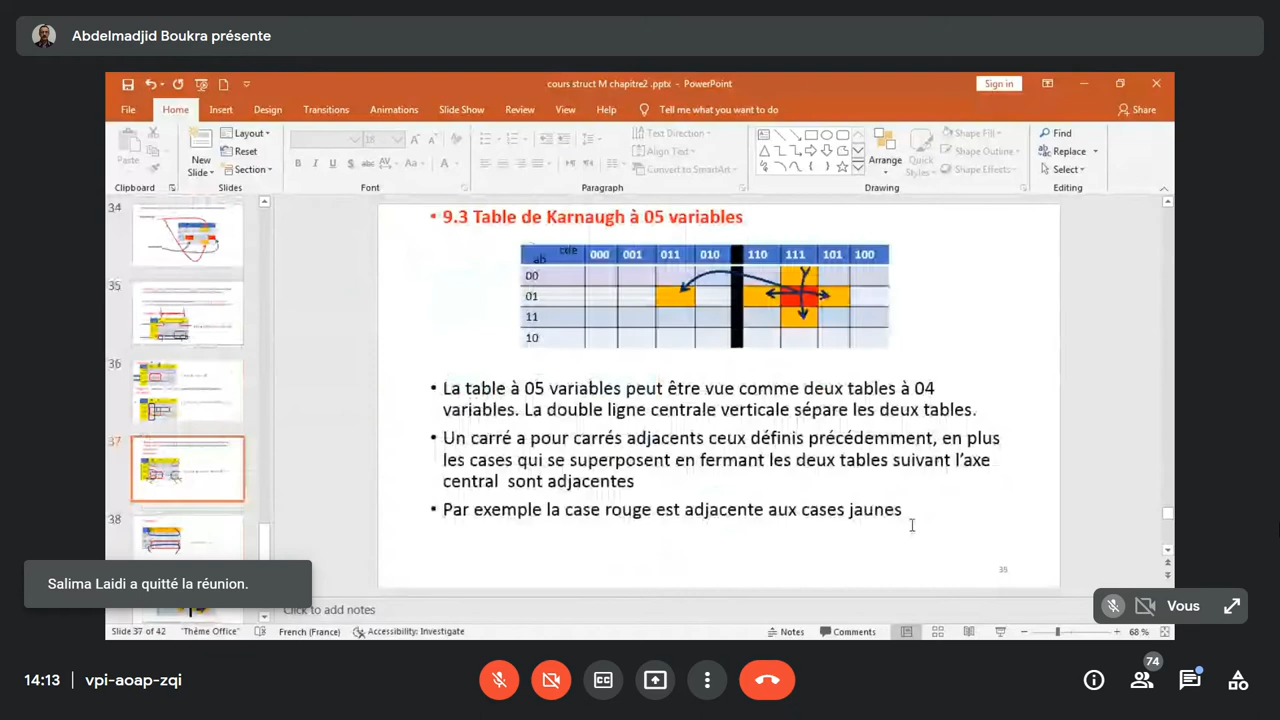 Abdelmadjid Boukra présente
cours struct M chapitre2 .pptx - PowerPoint
Sign in
File Home Insert Design Transitions Animations Slide Show Review View Help Tell me what you want to do Share
Paste
New Slide
Layout
Reset
Section
18
Text Direction
Align Text
Convert to SmartArt
Arrange
Quick Styles
Shape Fill
Shape Outline
Shape Effects
Find
Replace
Select
Clipboard Slides Font Paragraph Drawing Editing
34
35
36
37
38
• 9.3 Table de Karnaugh à 05 variables
cde
ab 000 001 011 010 110 111 101 100
00
01
11
10
• La table à 05 variables peut être vue comme deux tables à 04
variables. La double ligne centrale verticale sépare les deux tables.
• Un carré a pour carrés adjacents ceux définis précédemment, en plus
les cases qui se superposent en fermant les deux tables suivant l’axe
central sont adjacentes
• Par exemple la case rouge est adjacente aux cases jaunes
35
Salima Laidi a quitté la réunion.
Click to add notes
Vous
Slide 37 of 42 "Thème Office" French (France) Accessibility: Investigate Notes Comments 68 %
14:13 vpi-aoap-zqi
74